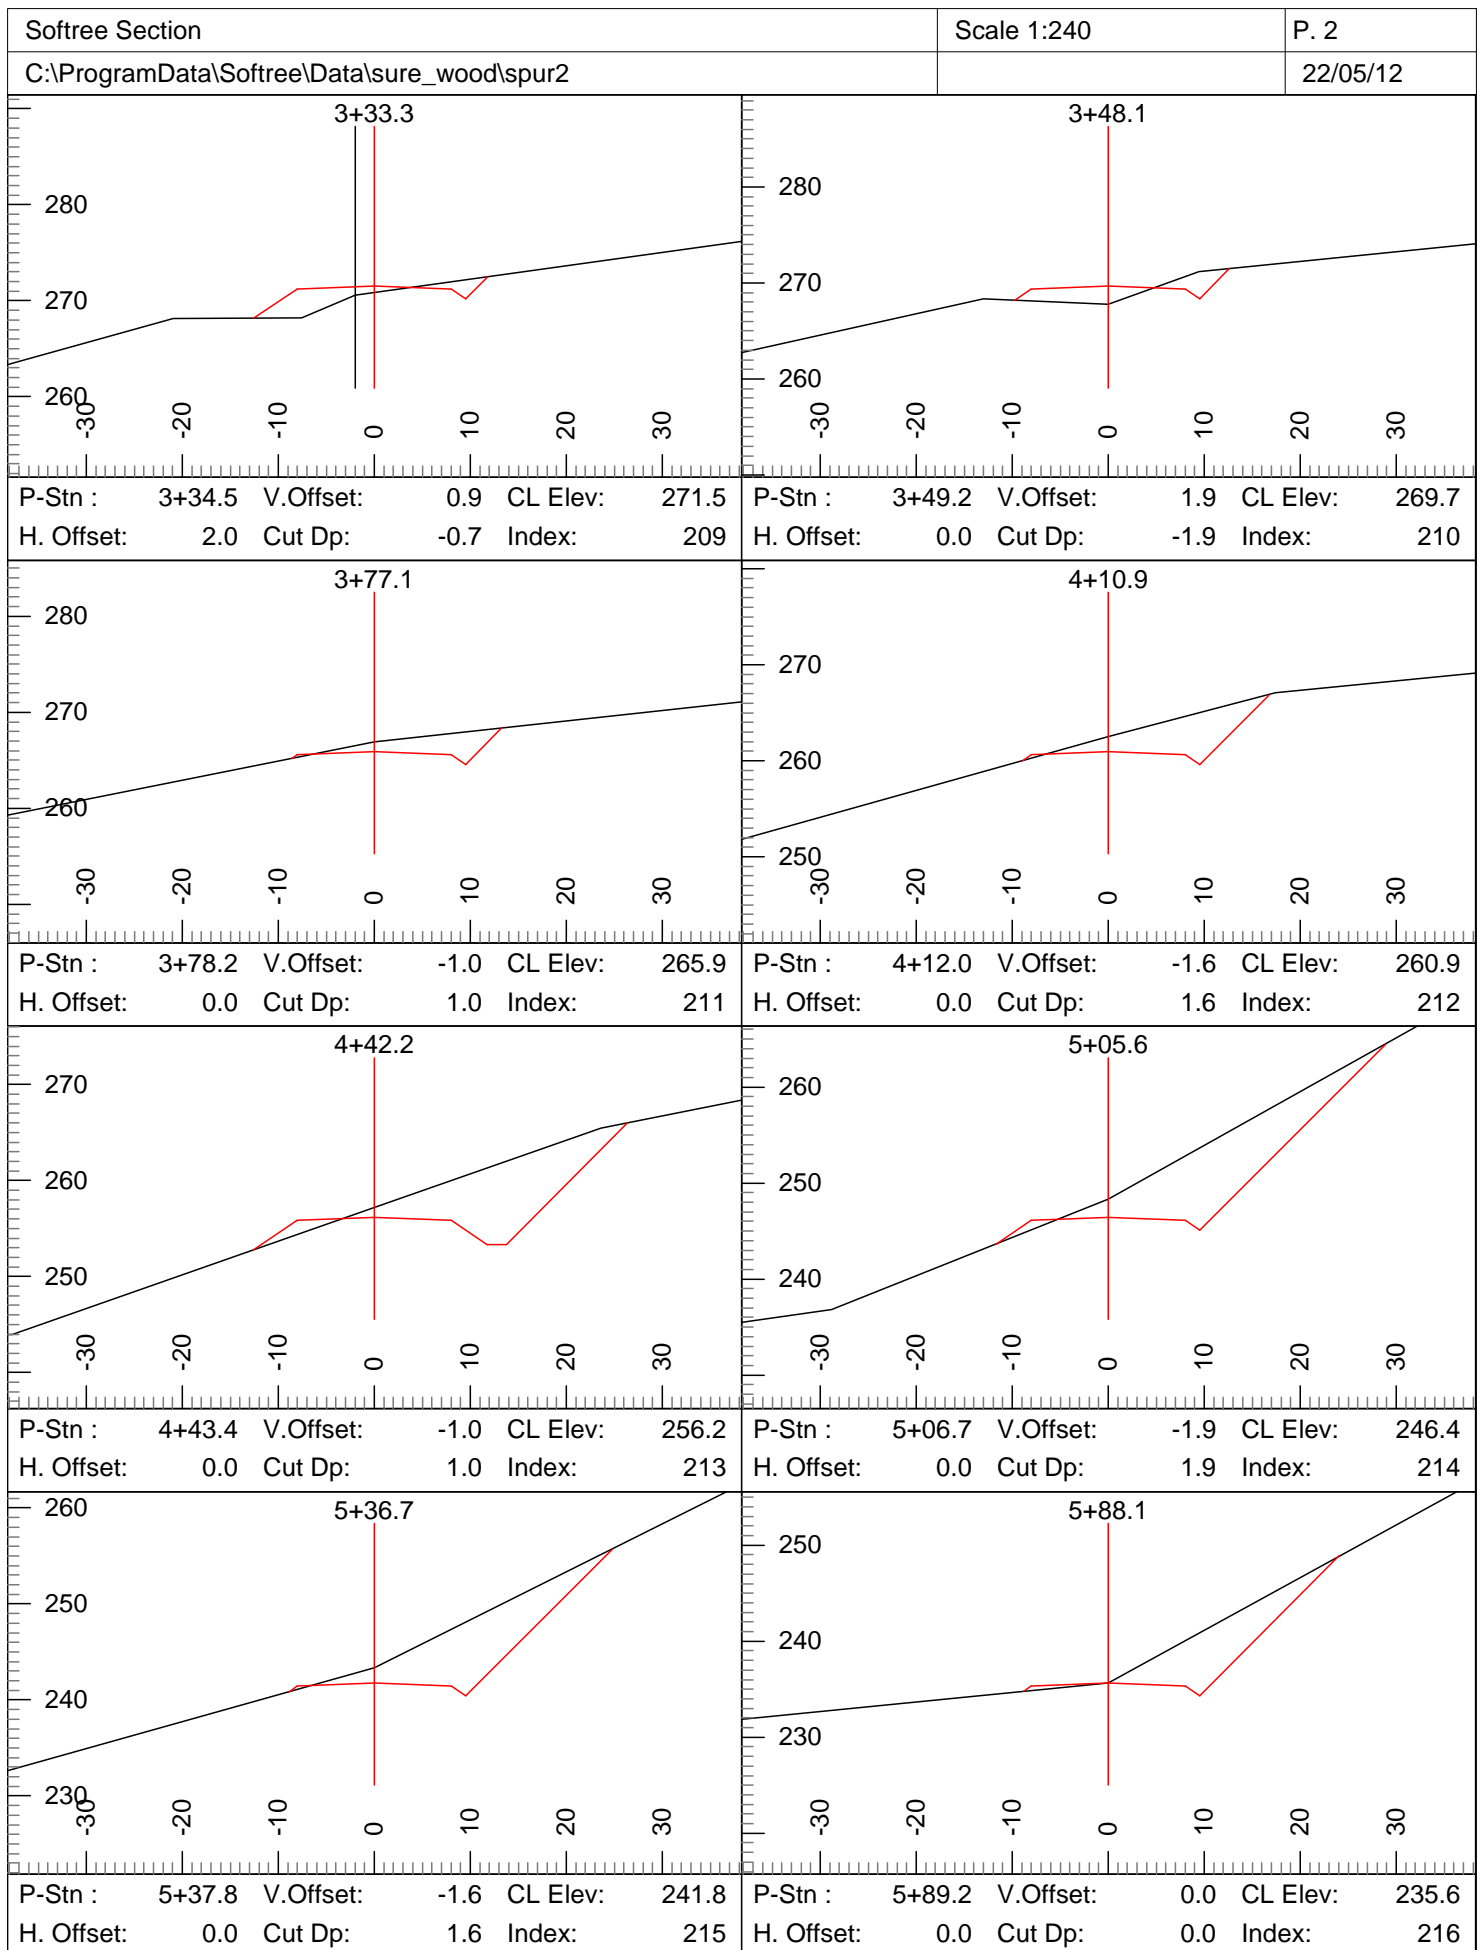 Softree Section Scale 1:240 P. 2
C:\ProgramData\Softree\Data\sure_wood\spur2 22/05/12
3+33.3
280
270
260
-30 -20 -10 0 10 20 30
P-Stn : 3+34.5 V.Offset: 0.9 CL Elev: 271.5
H. Offset: 2.0 Cut Dp: -0.7 Index: 209
3+48.1
280
270
260
-30 -20 -10 0 10 20 30
P-Stn : 3+49.2 V.Offset: 1.9 CL Elev: 269.7
H. Offset: 0.0 Cut Dp: -1.9 Index: 210
3+77.1
280
270
260
-30 -20 -10 0 10 20 30
P-Stn : 3+78.2 V.Offset: -1.0 CL Elev: 265.9
H. Offset: 0.0 Cut Dp: 1.0 Index: 211
4+10.9
270
260
250
-30 -20 -10 0 10 20 30
P-Stn : 4+12.0 V.Offset: -1.6 CL Elev: 260.9
H. Offset: 0.0 Cut Dp: 1.6 Index: 212
4+42.2
270
260
250
-30 -20 -10 0 10 20 30
P-Stn : 4+43.4 V.Offset: -1.0 CL Elev: 256.2
H. Offset: 0.0 Cut Dp: 1.0 Index: 213
5+05.6
260
250
240
-30 -20 -10 0 10 20 30
P-Stn : 5+06.7 V.Offset: -1.9 CL Elev: 246.4
H. Offset: 0.0 Cut Dp: 1.9 Index: 214
5+36.7
260
250
240
230
-30 -20 -10 0 10 20 30
P-Stn : 5+37.8 V.Offset: -1.6 CL Elev: 241.8
H. Offset: 0.0 Cut Dp: 1.6 Index: 215
5+88.1
250
240
230
-30 -20 -10 0 10 20 30
P-Stn : 5+89.2 V.Offset: 0.0 CL Elev: 235.6
H. Offset: 0.0 Cut Dp: 0.0 Index: 216